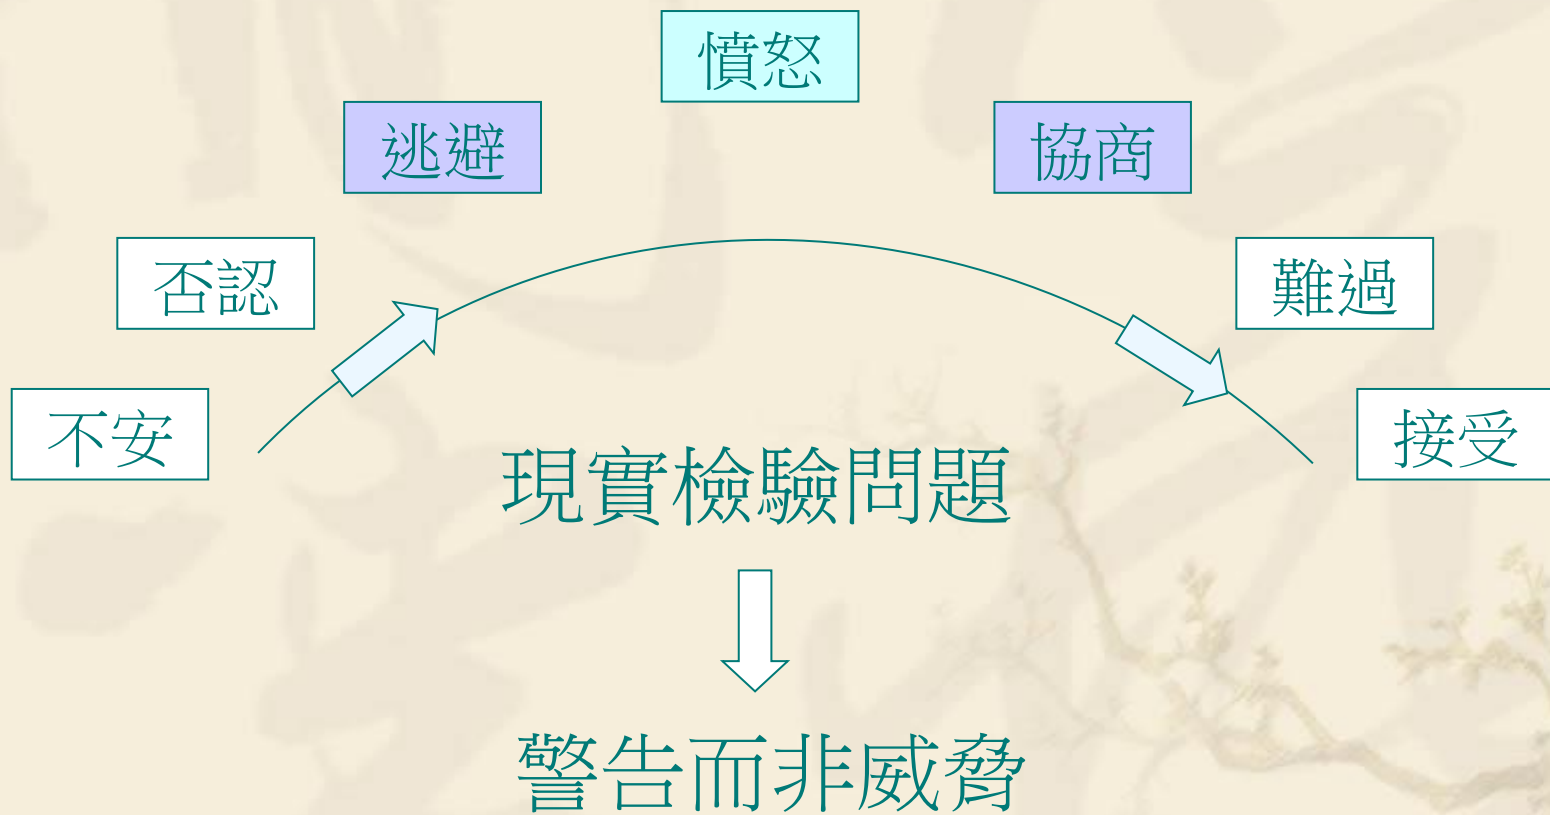 憤怒
逃避
協商
否認
難過
不安
接受
現實檢驗問題
警告而非威脅